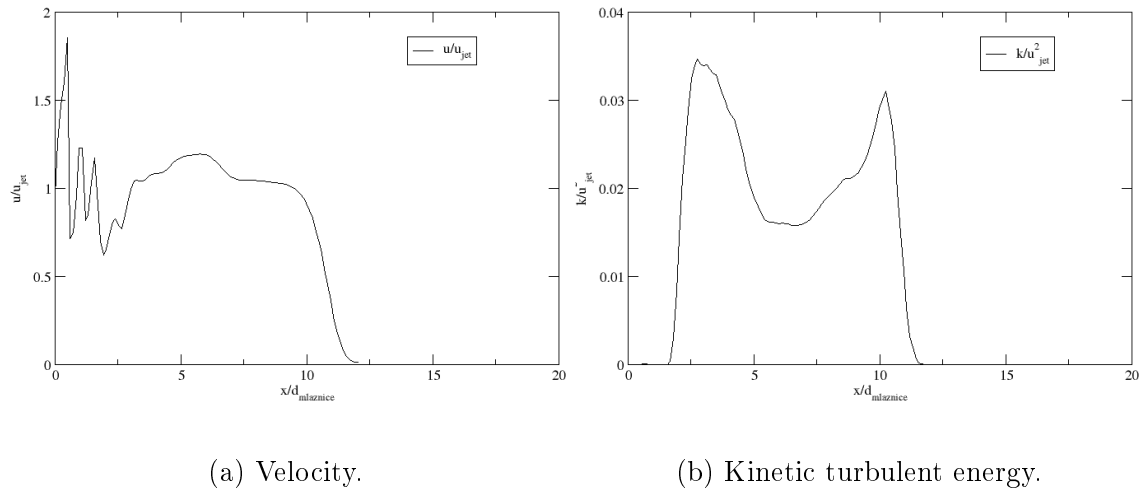 2
1.5
1
0.5
0
0
5
10
15
20
u/u_jet
x/d_mlaznice
u/u_jet
0.04
0.03
0.02
0.01
0
0
5
10
15
20
k/u^2_jet
x/d_mlaznice
k/u^-_jet
(a) Velocity.
(b) Kinetic turbulent energy.